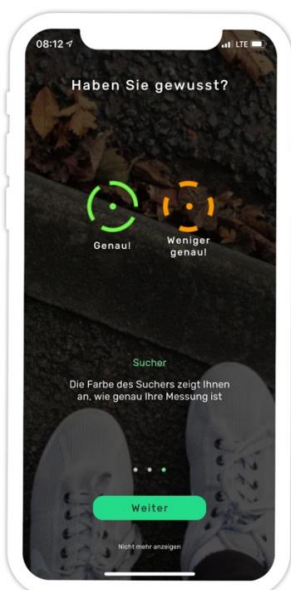 08:12
LTE
Haben Sie gewusst?
Genau!
Weniger
genau!
Sucher
Die Farbe des Suchers zeigt Ihnen
an, wie genau Ihre Messung ist
Weiter
Nicht mehr anzeigen